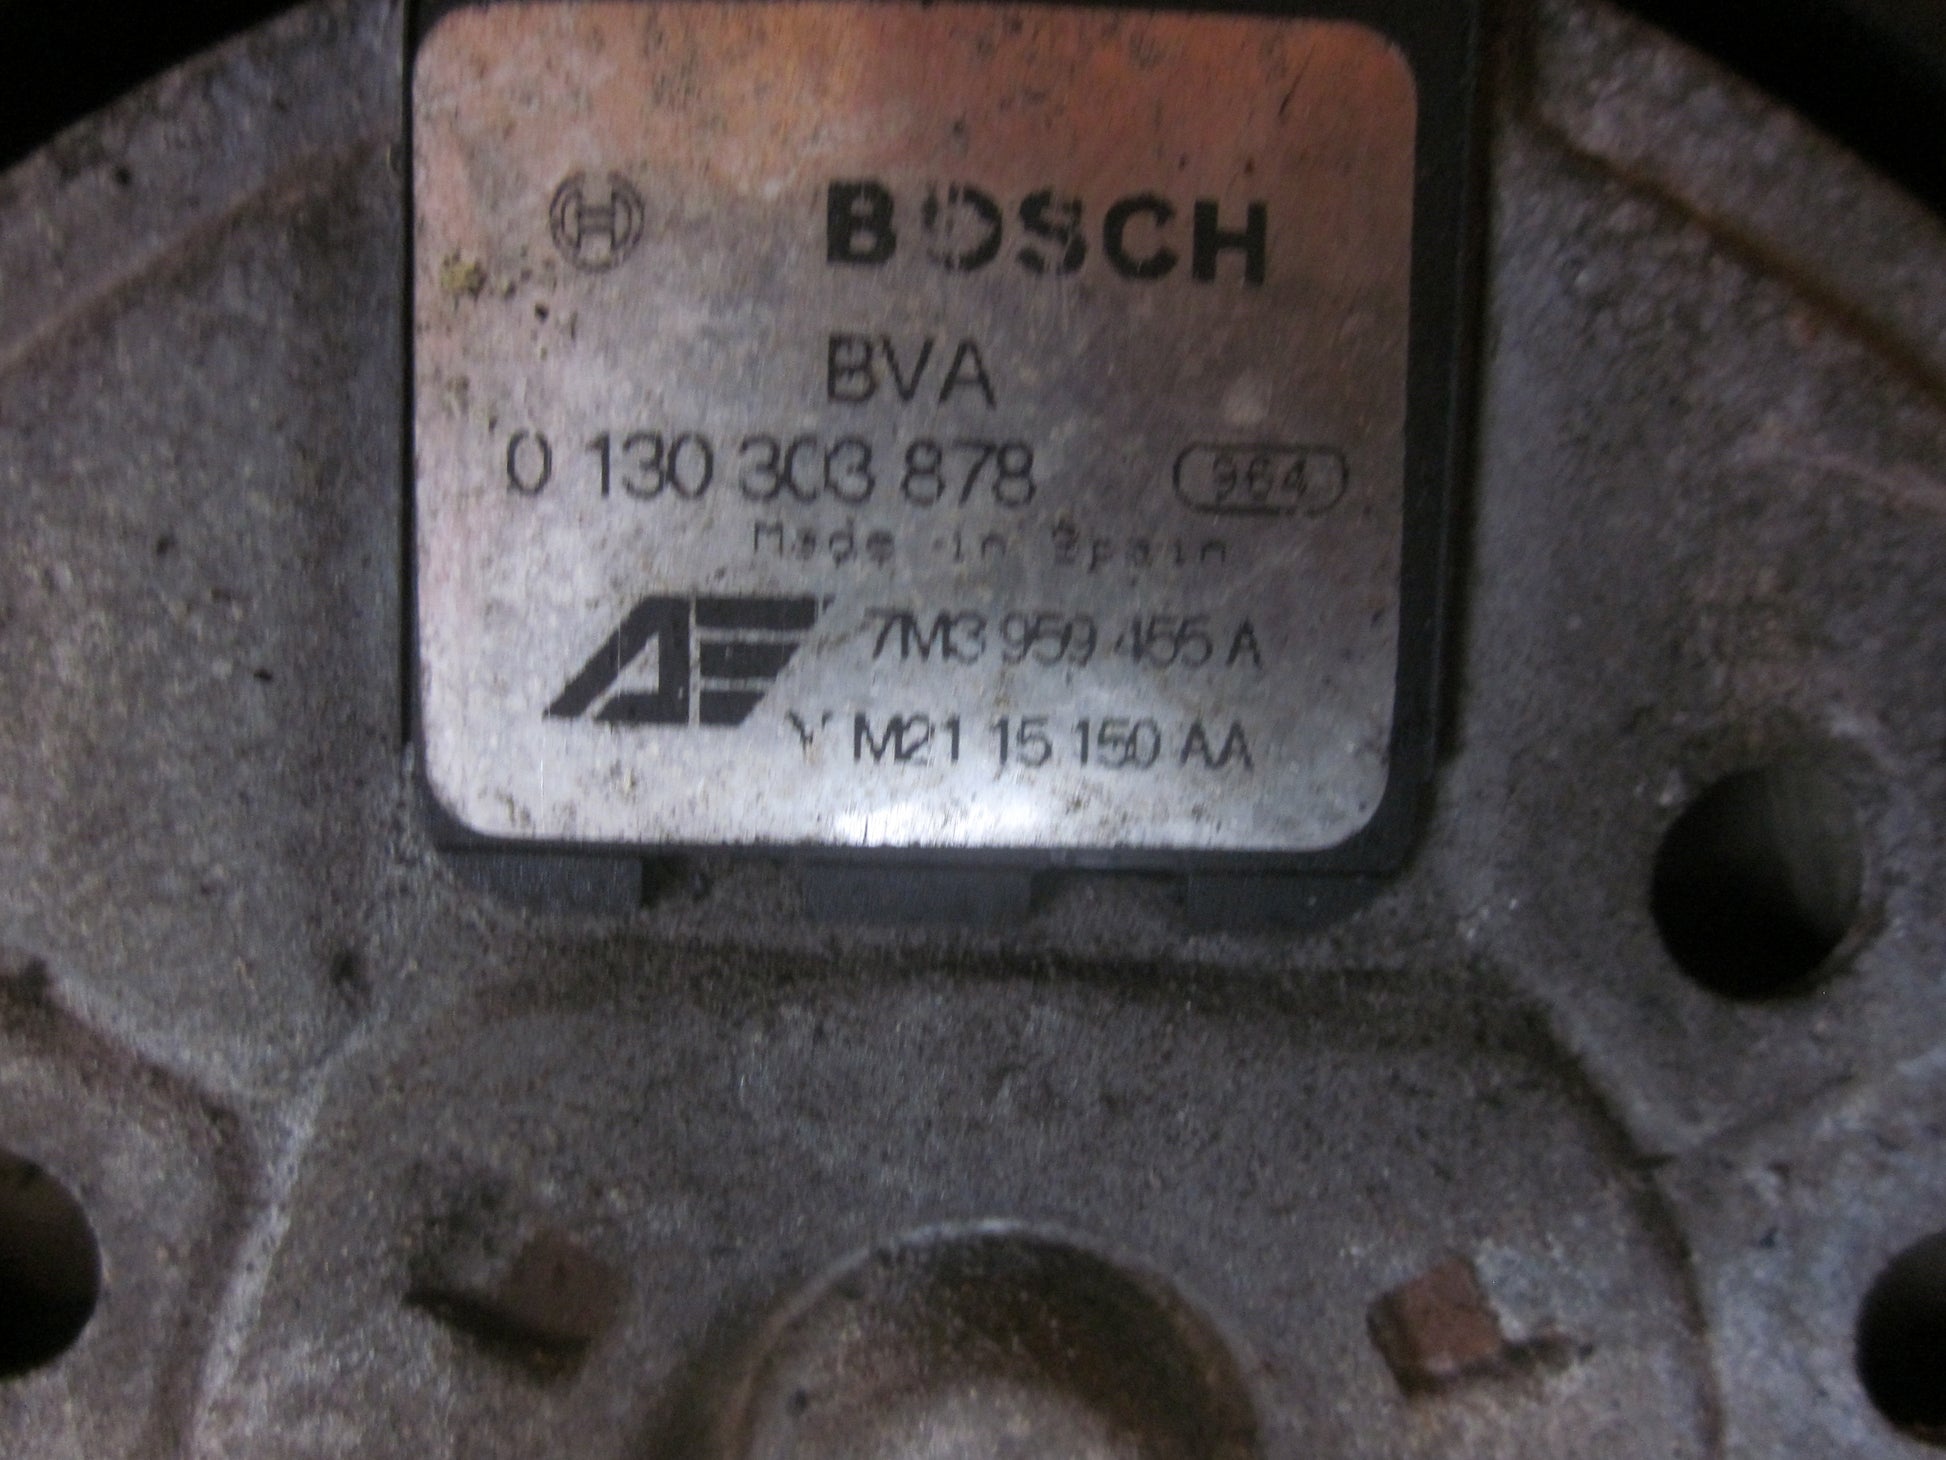 BOSCH
BVA
0 130 303 878 964
Made in Spain
7M3 959 455 A
YM21 15 150 AA